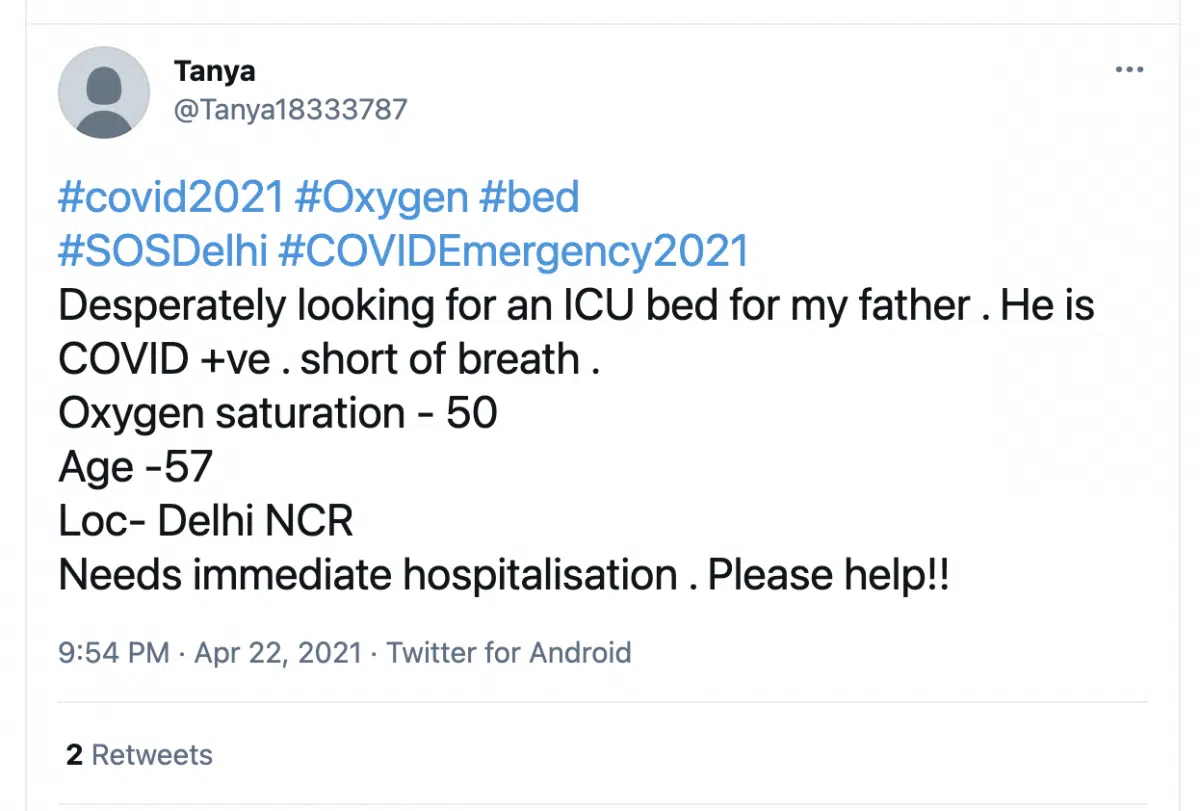 Tanya
@Tanya18333787
#covid2021 #Oxygen #bed
#SOSDelhi #COVIDEmergency2021
Desperately looking for an ICU bed for my father . He is
COVID +ve . short of breath .
Oxygen saturation - 50
Age -57
Loc- Delhi NCR
Needs immediate hospitalisation . Please help!!
9:54 PM · Apr 22, 2021 · Twitter for Android
2 Retweets